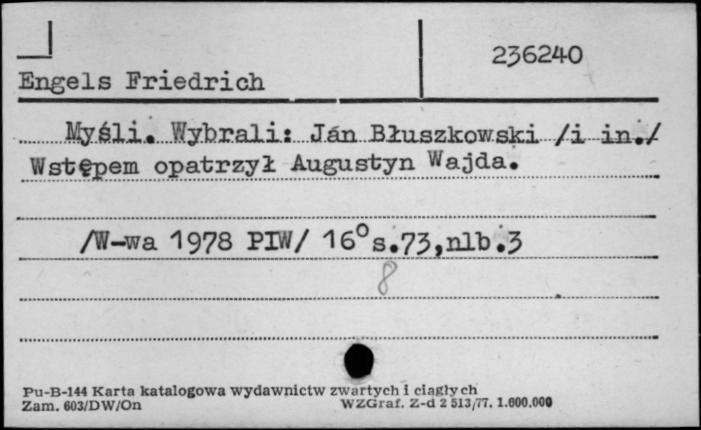 236240
Engels Friedrich
Myśli. Wybrali: Jan Błuszkowski /i in./
Wstępem opatrzył Augustyn Wajda.
/W-wa 1978 PIW/ 16° s.73,nlb.3
8
Pu-B-144 Karta katalogowa wydawnictw zwartych i ciągłych
Zam. 603/DW/On WZGraf. Z-d 2 513/77. 1.600.000